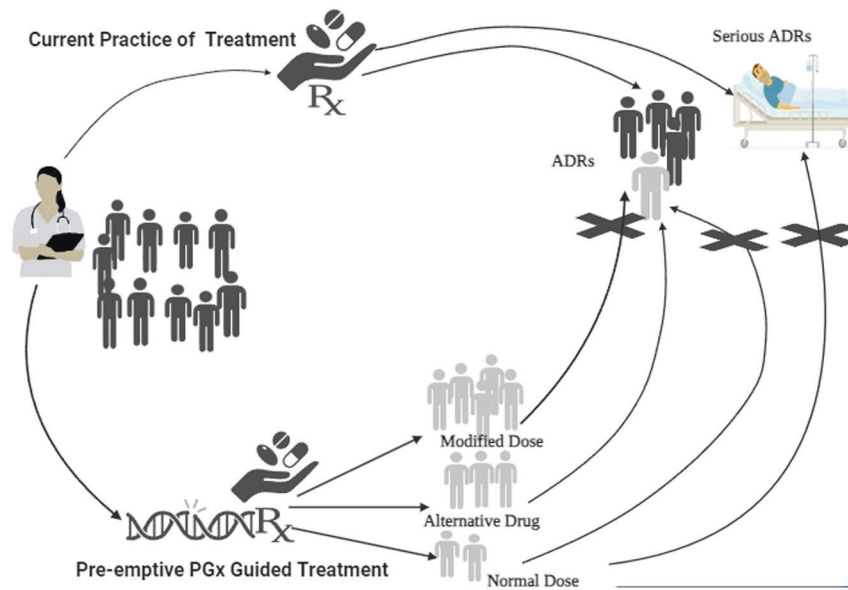 Current Practice of Treatment
Serious ADRs
Rx
ADRs
Modified Dose
Rx
Alternative Drug
Pre-emptive PGx Guided Treatment
Normal Dose